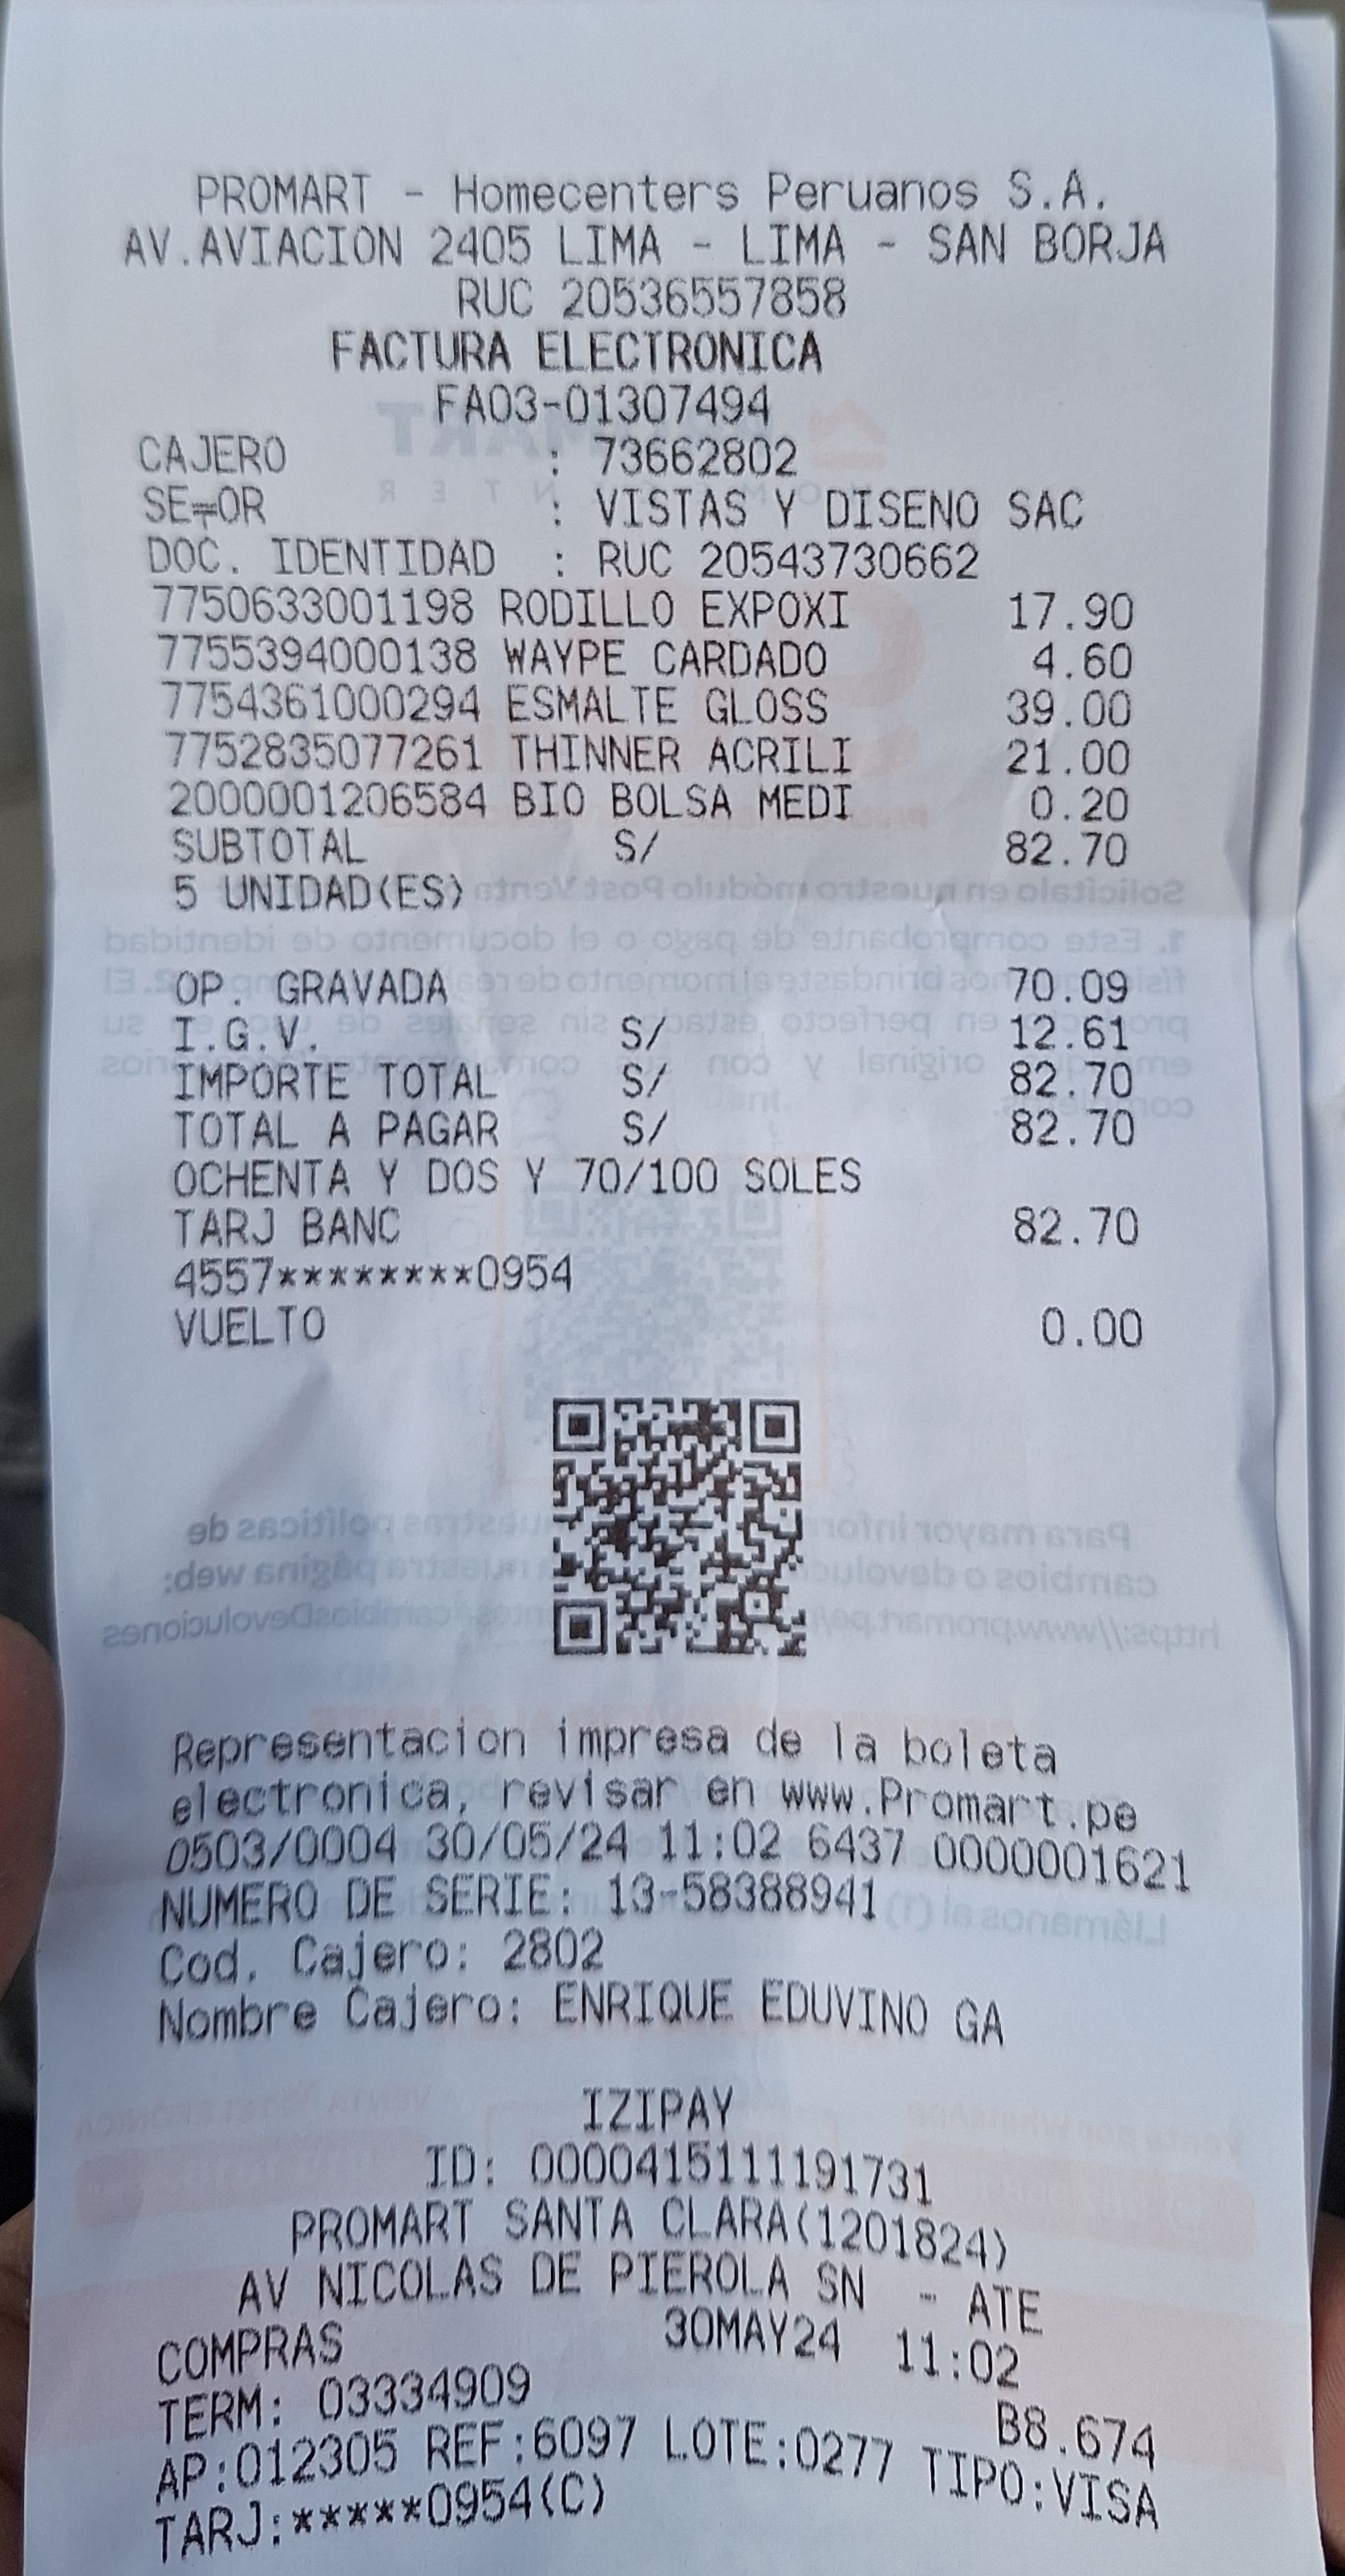 PROMART - Homecenters Peruanos S.A.
AV.AVIACION 2405 LIMA - LIMA - SAN BORJA
RUC 20536557858
FACTURA ELECTRONICA
FA03-01307494
CAJERO : 73662802
SE╤OR : VISTAS Y DISENO SAC
DOC. IDENTIDAD : RUC 20543730662
7750633001198 RODILLO EXPOXI 17.90
7755394000138 WAYPE CARDADO 4.60
7754361000294 ESMALTE GLOSS 39.00
7752835077261 THINNER ACRILI 21.00
2000001206584 BIO BOLSA MEDI 0.20
SUBTOTAL S/ 82.70
5 UNIDAD(ES)
OP. GRAVADA 70.09
I.G.V. S/ 12.61
IMPORTE TOTAL S/ 82.70
TOTAL A PAGAR S/ 82.70
OCHENTA Y DOS Y 70/100 SOLES
TARJ BANC 82.70
4557********0954
VUELTO 0.00
Representacion impresa de la boleta
electronica, revisar en www.Promart.pe
0503/0004 30/05/24 11:02 6437 0000001621
NUMERO DE SERIE: 13-58388941
Cod. Cajero: 2802
Nombre Cajero: ENRIQUE EDUVINO GA
IZIPAY
ID: 0000415111191731
PROMART SANTA CLARA(1201824)
AV NICOLAS DE PIEROLA SN - ATE
COMPRAS 30MAY24 11:02
TERM: 03334909 B8.674
AP:012305 REF:6097 LOTE:0277 TIPO:VISA
TARJ:*****0954(C)